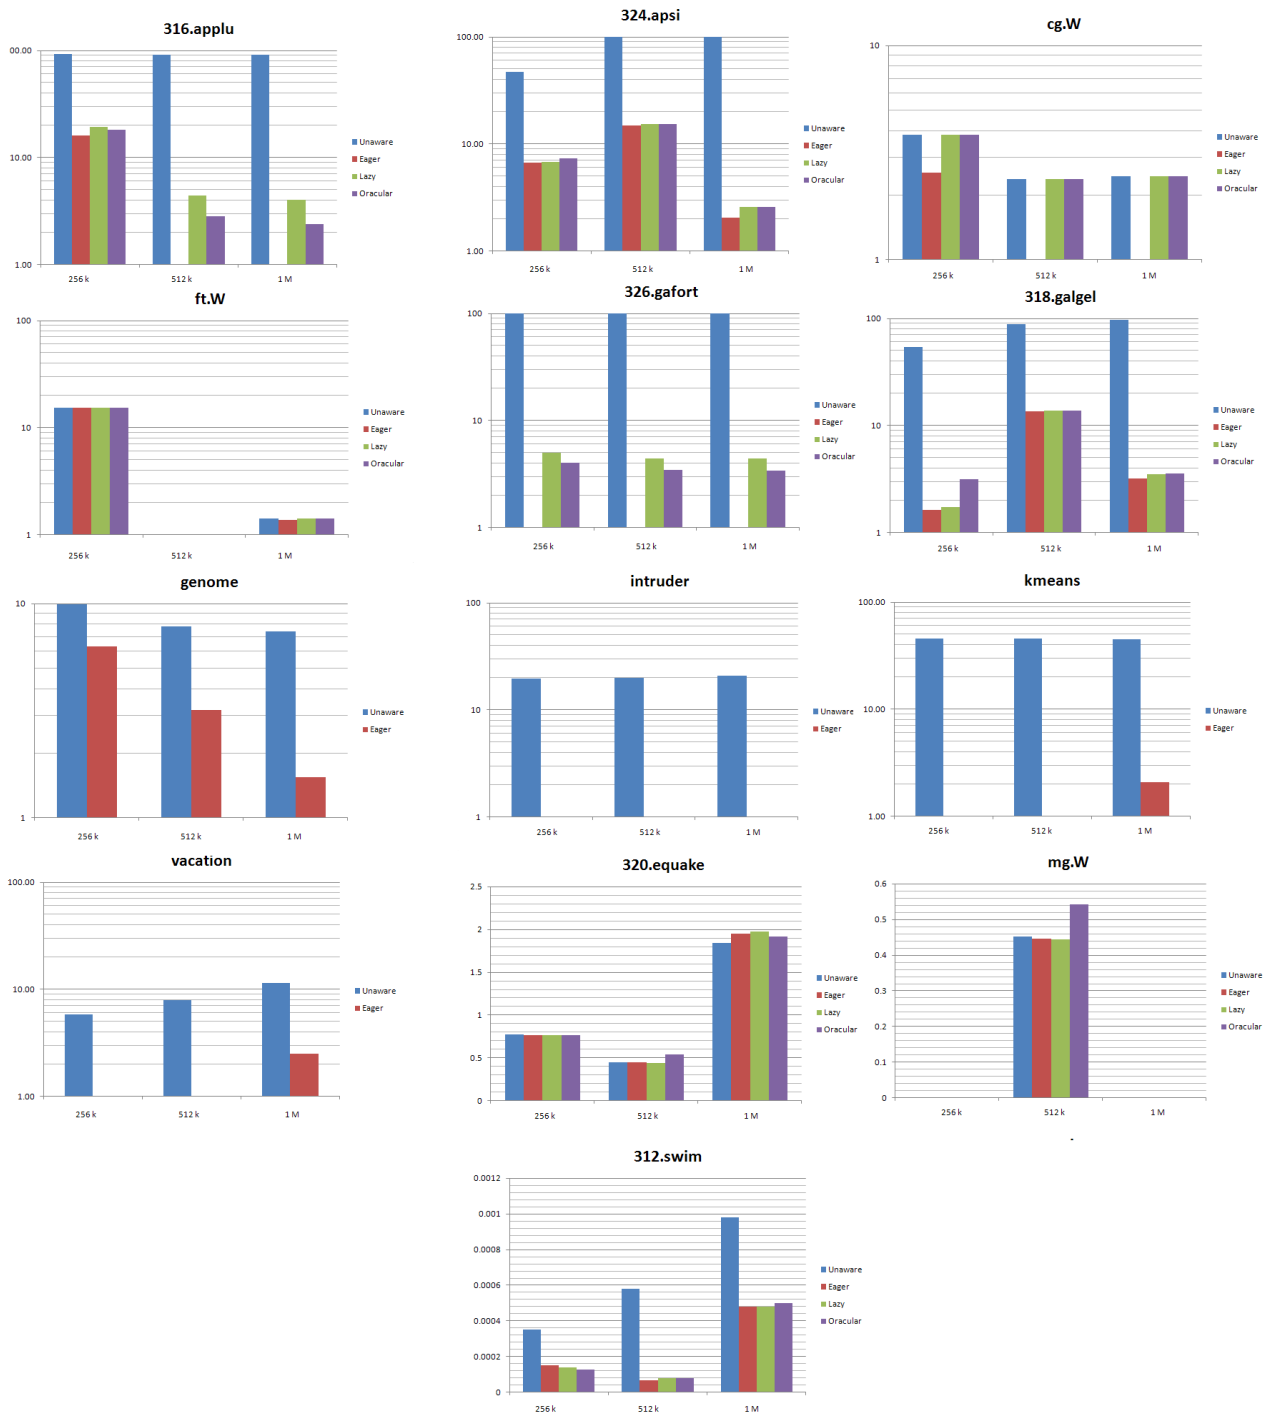 316.applu
00.00
10.00
1.00
256 k
512 k
1 M
Unaware
Eager
Lazy
Oracular
324.apsi
100.00
10.00
1.00
256 k
512 k
1 M
Unaware
Eager
Lazy
Oracular
cg.W
10
1
256 k
512 k
1 M
Unaware
Eager
Lazy
Oracular
ft.W
100
10
1
256 k
512 k
1 M
Unaware
Eager
Lazy
Oracular
326.gafort
100
10
1
256 k
512 k
1 M
Unaware
Eager
Lazy
Oracular
318.galgel
100
10
1
256 k
512 k
1 M
Unaware
Eager
Lazy
Oracular
genome
10
1
256 k
512 k
1 M
Unaware
Eager
intruder
100
10
1
256 k
512 k
1 M
Unaware
Eager
kmeans
100.00
10.00
1.00
256 k
512 k
1 M
Unaware
Eager
vacation
100.00
10.00
1.00
256 k
512 k
1 M
Unaware
Eager
320.equake
2.5
2
1.5
1
0.5
0
256 k
512 k
1 M
Unaware
Eager
Lazy
Oracular
mg.W
0.6
0.5
0.4
0.3
0.2
0.1
0
256 k
512 k
1 M
Unaware
Eager
Lazy
Oracular
312.swim
0.0012
0.001
0.0008
0.0006
0.0004
0.0002
0
256 k
512 k
1 M
Unaware
Eager
Lazy
Oracular